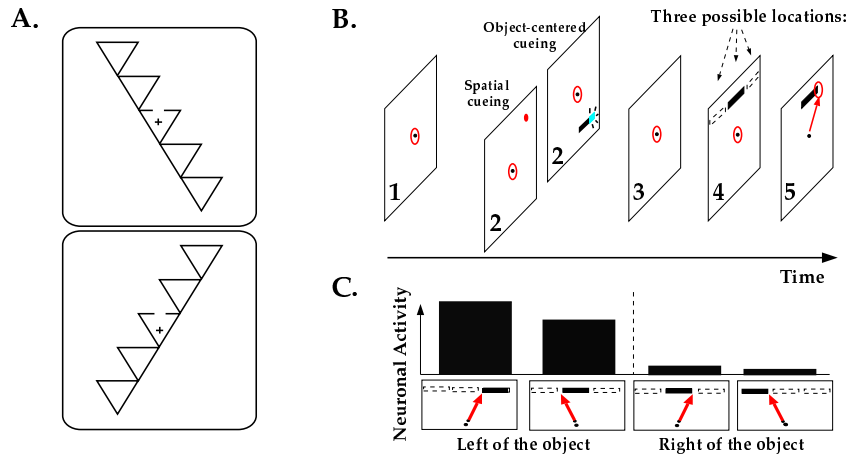 A.
B.
Object-centered
cueing
Three possible locations:
Spatial
cueing
1
2
2
3
4
5
Time
C.
Neuronal Activity
Left of the object
Right of the object